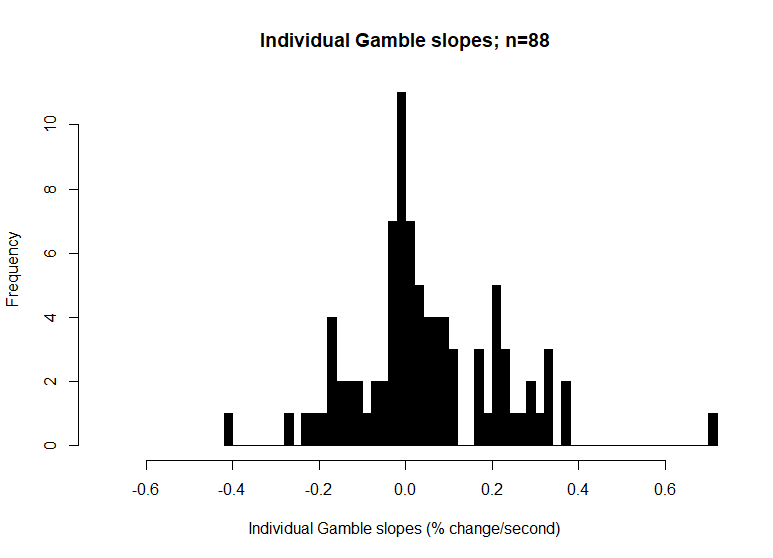 Individual Gamble slopes; n=88
Frequency
10
8
6
4
2
0
-0.6 -0.4 -0.2 0.0 0.2 0.4 0.6
Individual Gamble slopes (% change/second)